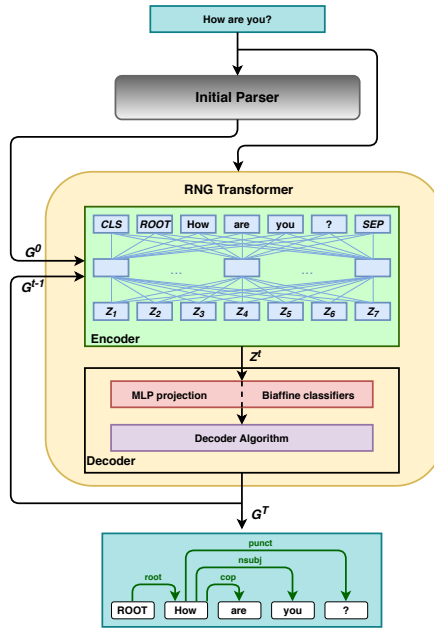 How are you?
Initial Parser
RNG Transformer
CLS ROOT How are you ? SEP
G⁰
... ...
Gᵗ⁻¹
Z₁ Z₂ Z₃ Z₄ Z₅ Z₆ Z₇
Encoder
Zᵗ
MLP projection Biaffine classifiers
Decoder Algorithm
Decoder
Gᵀ
punct
nsubj
root cop
ROOT How are you ?